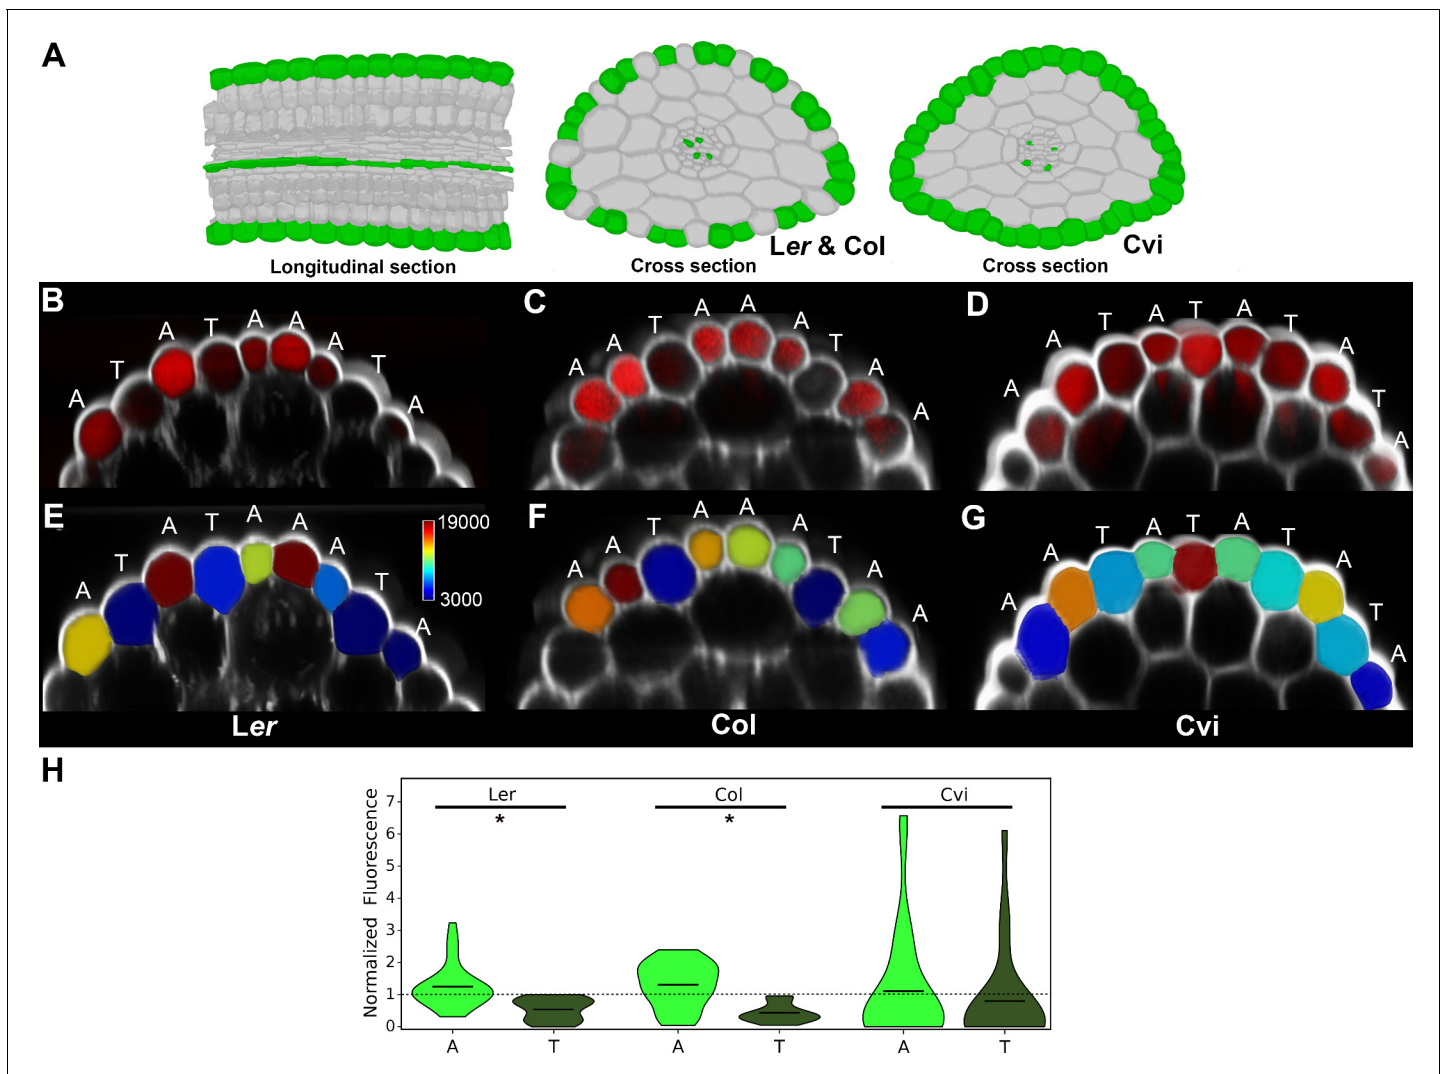 A
Longitudinal section
Cross section
Ler & Col
Cross section
Cvi
B
A T A T A A A T A
C
A A T A A A T A A
D
A A T A T A T A T A
E
A T A T A A A T A
19000
3000
Ler
F
A A T A A A T A A
Col
G
A A T A T A T A T A
Cvi
H
Normalized Fluorescence
7
6
5
4
3
2
1
0
Ler
*
Col
*
Cvi
A T A T A T